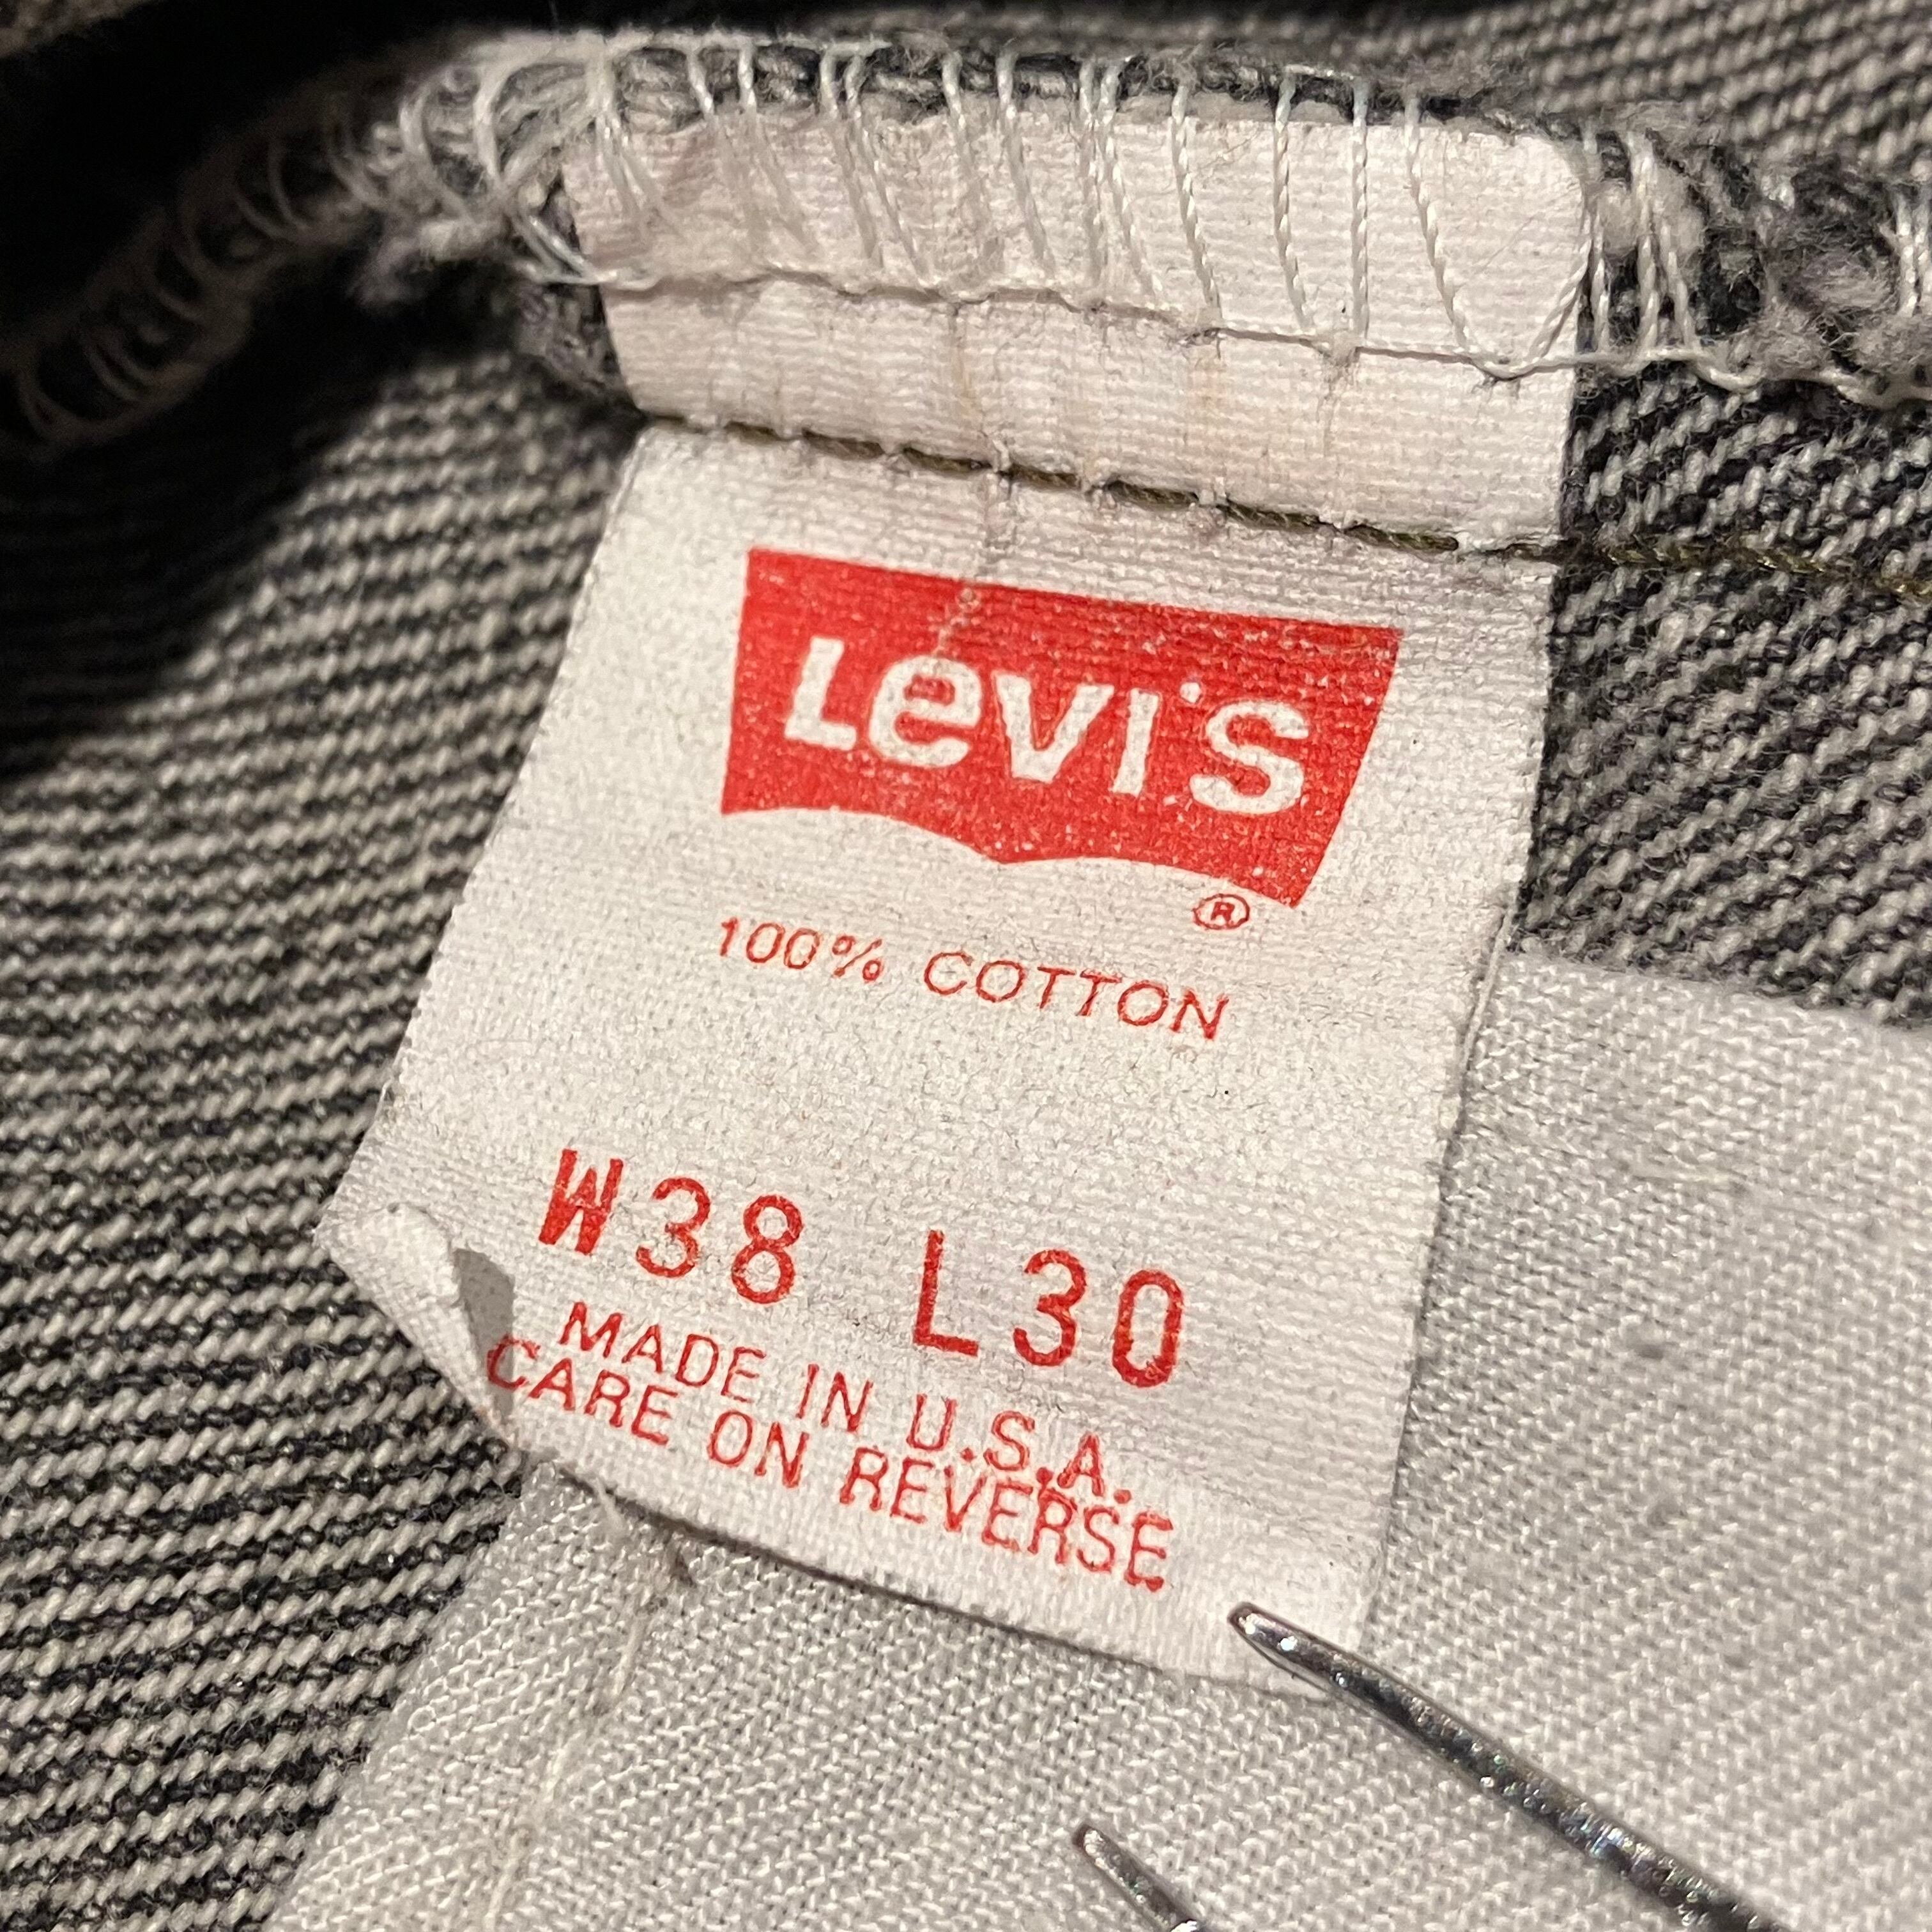 LeVI'S
®
100% COTTON
W38 L30
MADE IN U.S.A.
CARE ON REVERSE